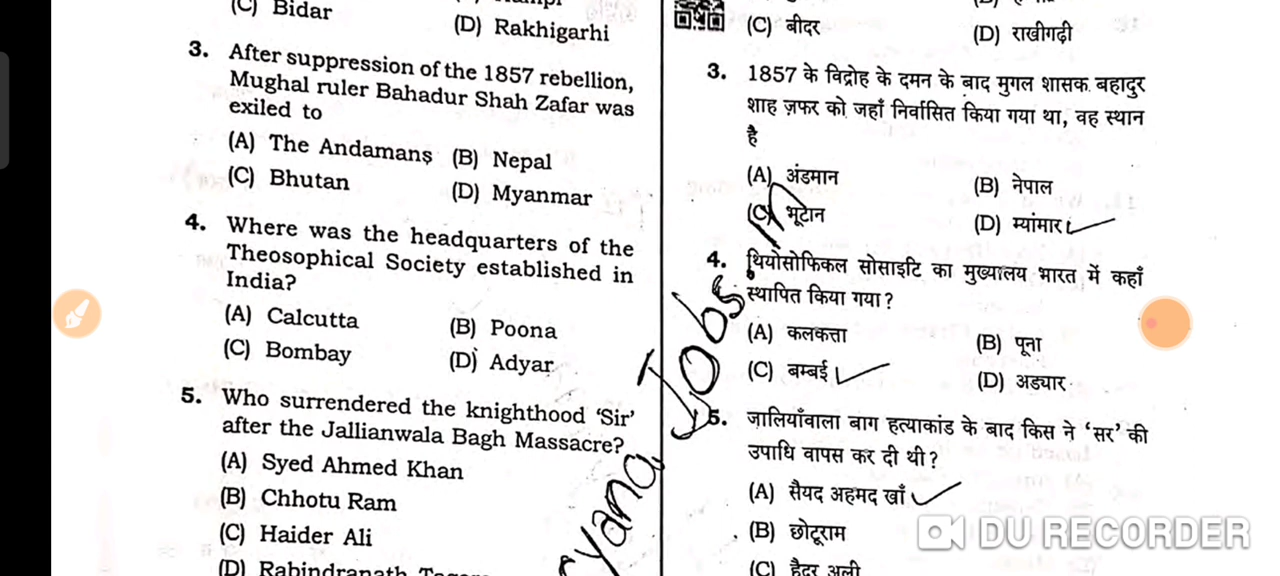 (C) Bidar
(D) Rakhigarhi
3. After suppression of the 1857 rebellion,
Mughal ruler Bahadur Shah Zafar was
exiled to
(A) The Andamans (B) Nepal
(C) Bhutan (D) Myanmar
4. Where was the headquarters of the
Theosophical Society established in
India?
(A) Calcutta (B) Poona
(C) Bombay (D) Adyar
5. Who surrendered the knighthood ‘Sir’
after the Jallianwala Bagh Massacre?
(A) Syed Ahmed Khan
(B) Chhotu Ram
(C) Haider Ali
(D) Rabindranath
(C) बीदर (D) राखीगढ़ी
3. 1857 के विद्रोह के दमन के बाद मुगल शासक बहादुर
शाह ज़फर को जहाँ निर्वासित किया गया था, वह स्थान
है
(A) अंडमान (B) नेपाल
(C) भूटान (D) म्यांमार
4. थियोसोफिकल सोसाइटि का मुख्यालय भारत में कहाँ
स्थापित किया गया?
(A) कलकत्ता (B) पूना
(C) बम्बई (D) अड्यार
5. जालियाँवाला बाग हत्याकांड के बाद किस ने ‘सर’ की
उपाधि वापस कर दी थी?
(A) सैयद अहमद खाँ
(B) छोटूराम
(C) हैदर अली
Jobs
DU RECORDER